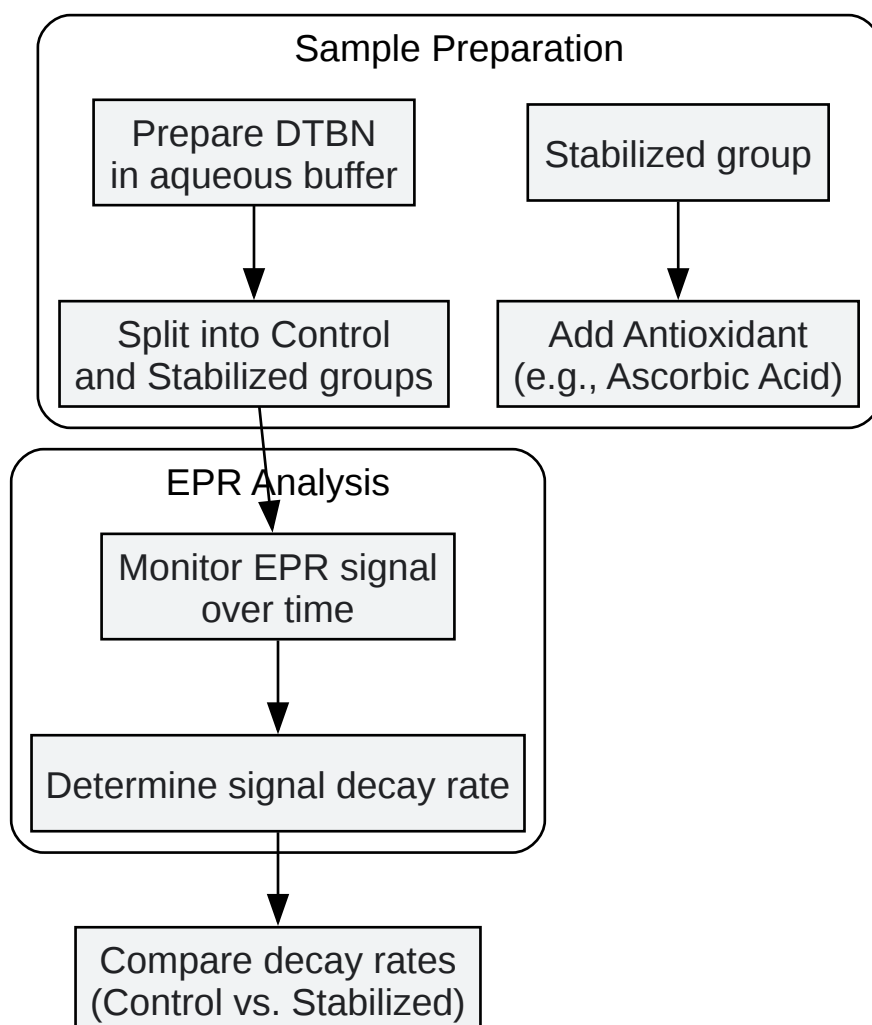 Sample Preparation
Prepare DTBN
in aqueous buffer
Stabilized group
Split into Control
and Stabilized groups
Add Antioxidant
(e.g., Ascorbic Acid)
EPR Analysis
Monitor EPR signal
over time
Determine signal decay rate
Compare decay rates
(Control vs. Stabilized)